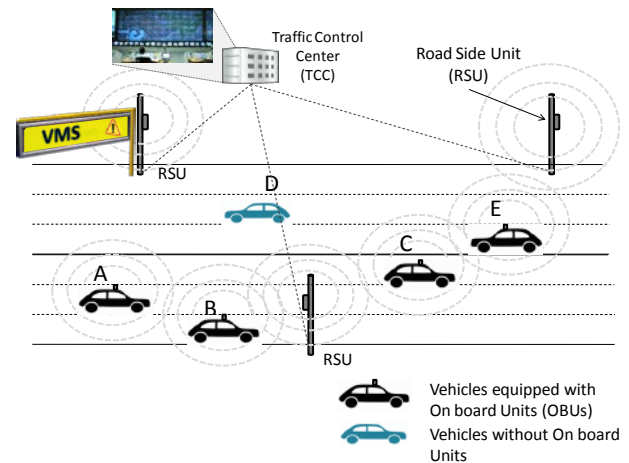 Traffic Control
Center
(TCC)
Road Side Unit
(RSU)
VMS
RSU
D
E
C
A
B
RSU
Vehicles equipped with
On board Units (OBUs)
Vehicles without On board
Units